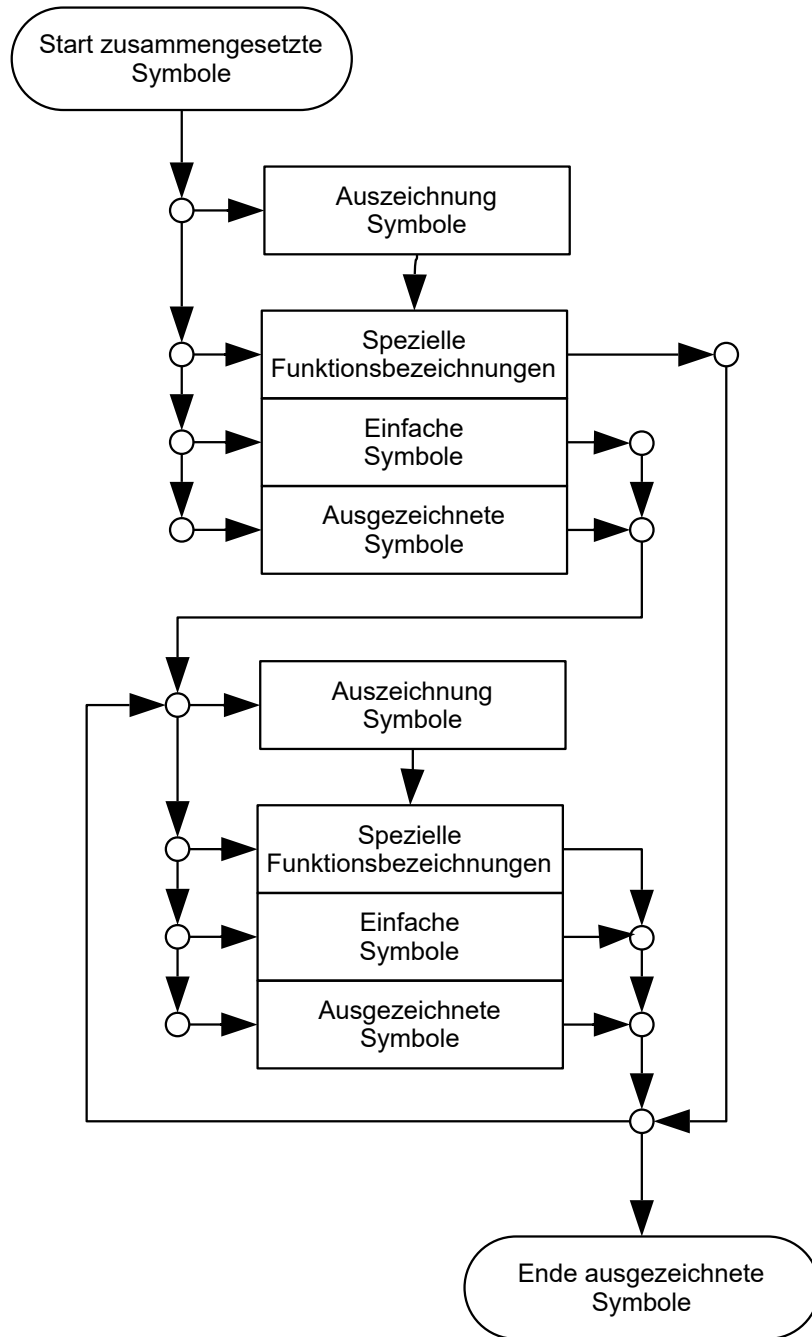 Start zusammengesetzte
Symbole
Auszeichnung
Symbole
Spezielle
Funktionsbezeichnungen
Einfache
Symbole
Ausgezeichnete
Symbole
Auszeichnung
Symbole
Spezielle
Funktionsbezeichnungen
Einfache
Symbole
Ausgezeichnete
Symbole
Ende ausgezeichnete
Symbole